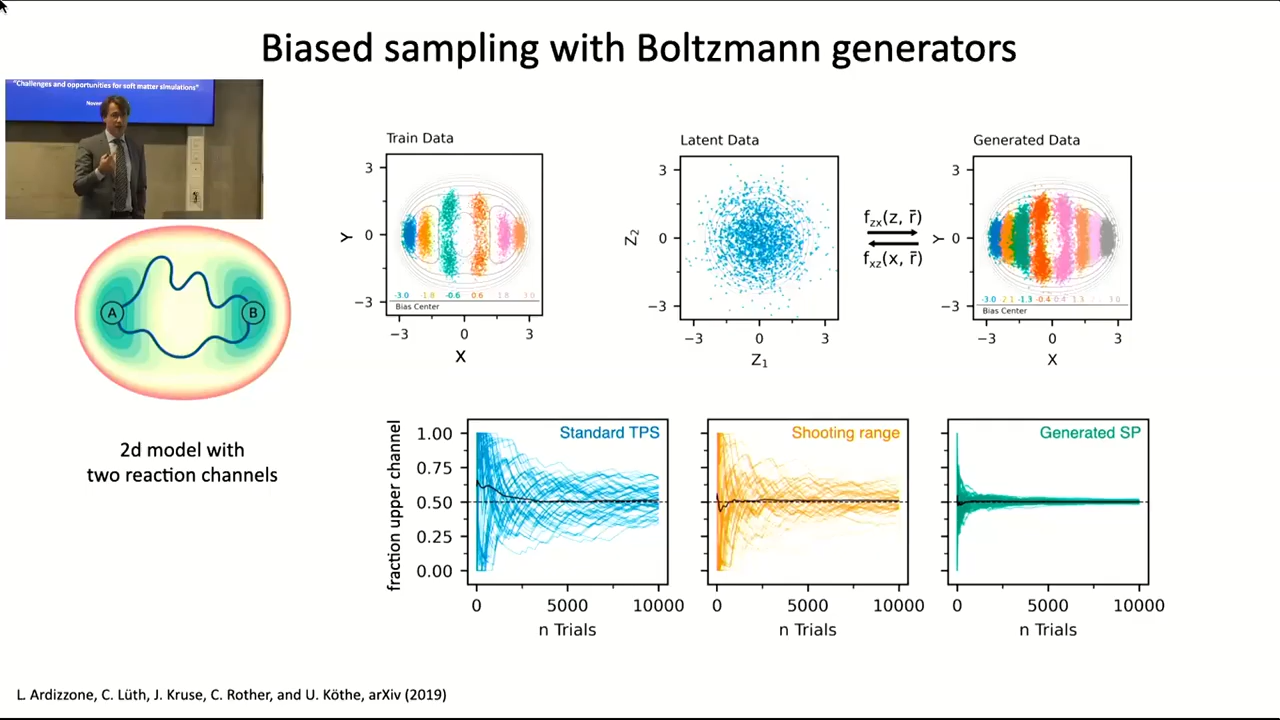 Biased sampling with Boltzmann generators
"Challenges and opportunities for soft matter simulations"
A
B
2d model with
two reaction channels
Train Data
3
0
−3
Y
-3.0 -1.8 -0.6 0.6 1.8 3.0
Bias Center
−3 0 3
X
Latent Data
3
0
−3
Z₂
−3 0 3
Z₁
fzx(z, r̄)
fxz(x, r̄)
Generated Data
3
0
−3
Y
-3.0 2.1 -1.3 -0.4 0.4 1.3 3.0
Bias Center
−3 0 3
X
fraction upper channel
1.00
0.75
0.50
0.25
0.00
Standard TPS
0 5000 10000
n Trials
Shooting range
0 5000 10000
n Trials
Generated SP
0 5000 10000
n Trials
L. Ardizzone, C. Lüth, J. Kruse, C. Rother, and U. Köthe, arXiv (2019)